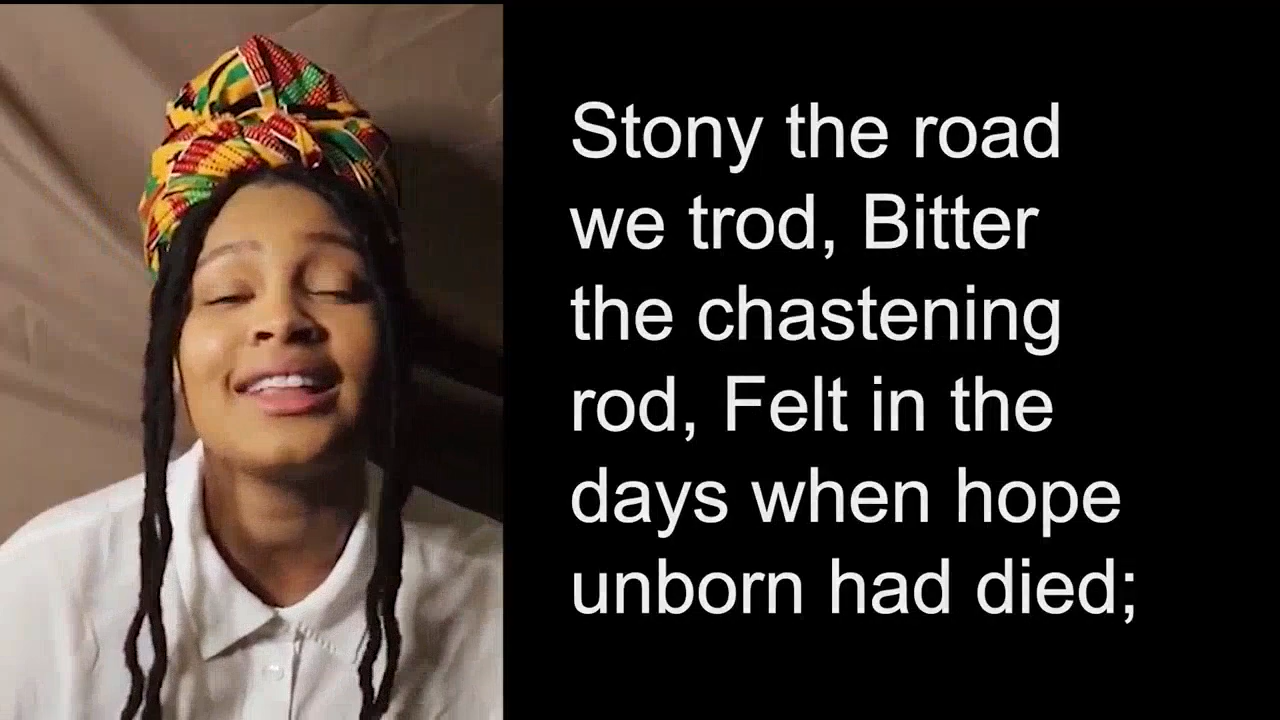 Stony the road
we trod, Bitter
the chastening
rod, Felt in the
days when hope
unborn had died;